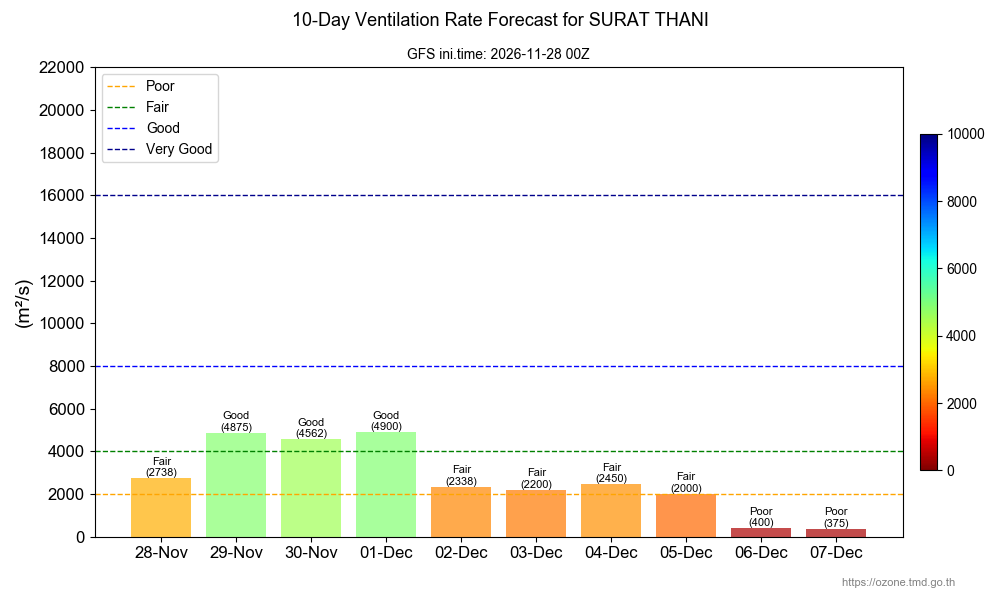 10-Day Ventilation Rate Forecast for SURAT THANI
GFS ini.time: 2026-11-28 00Z
22000
20000
18000
16000
14000
12000
10000
8000
6000
4000
2000
0
(m²/s)
Poor
Fair
Good
Very Good
Fair
(2738)
Good
(4875)
Good
(4562)
Good
(4900)
Fair
(2338)
Fair
(2200)
Fair
(2450)
Fair
(2000)
Poor
(400)
Poor
(375)
28-Nov 29-Nov 30-Nov 01-Dec 02-Dec 03-Dec 04-Dec 05-Dec 06-Dec 07-Dec
10000
8000
6000
4000
2000
0
https://ozone.tmd.go.th